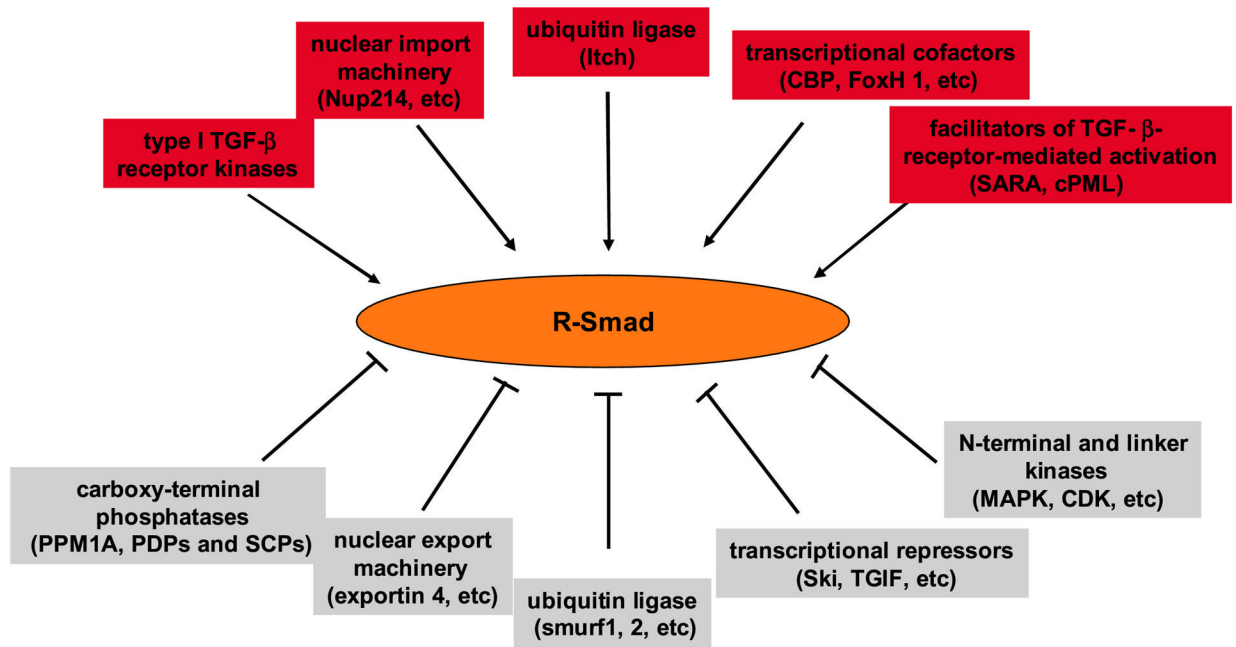 nuclear import
machinery
(Nup214, etc)
ubiquitin ligase
(Itch)
transcriptional cofactors
(CBP, FoxH 1, etc)
type I TGF-β
receptor kinases
facilitators of TGF- β-
receptor-mediated activation
(SARA, cPML)
R-Smad
carboxy-terminal
phosphatases
(PPM1A, PDPs and SCPs)
nuclear export
machinery
(exportin 4, etc)
ubiquitin ligase
(smurf1, 2, etc)
transcriptional repressors
(Ski, TGIF, etc)
N-terminal and linker
kinases
(MAPK, CDK, etc)